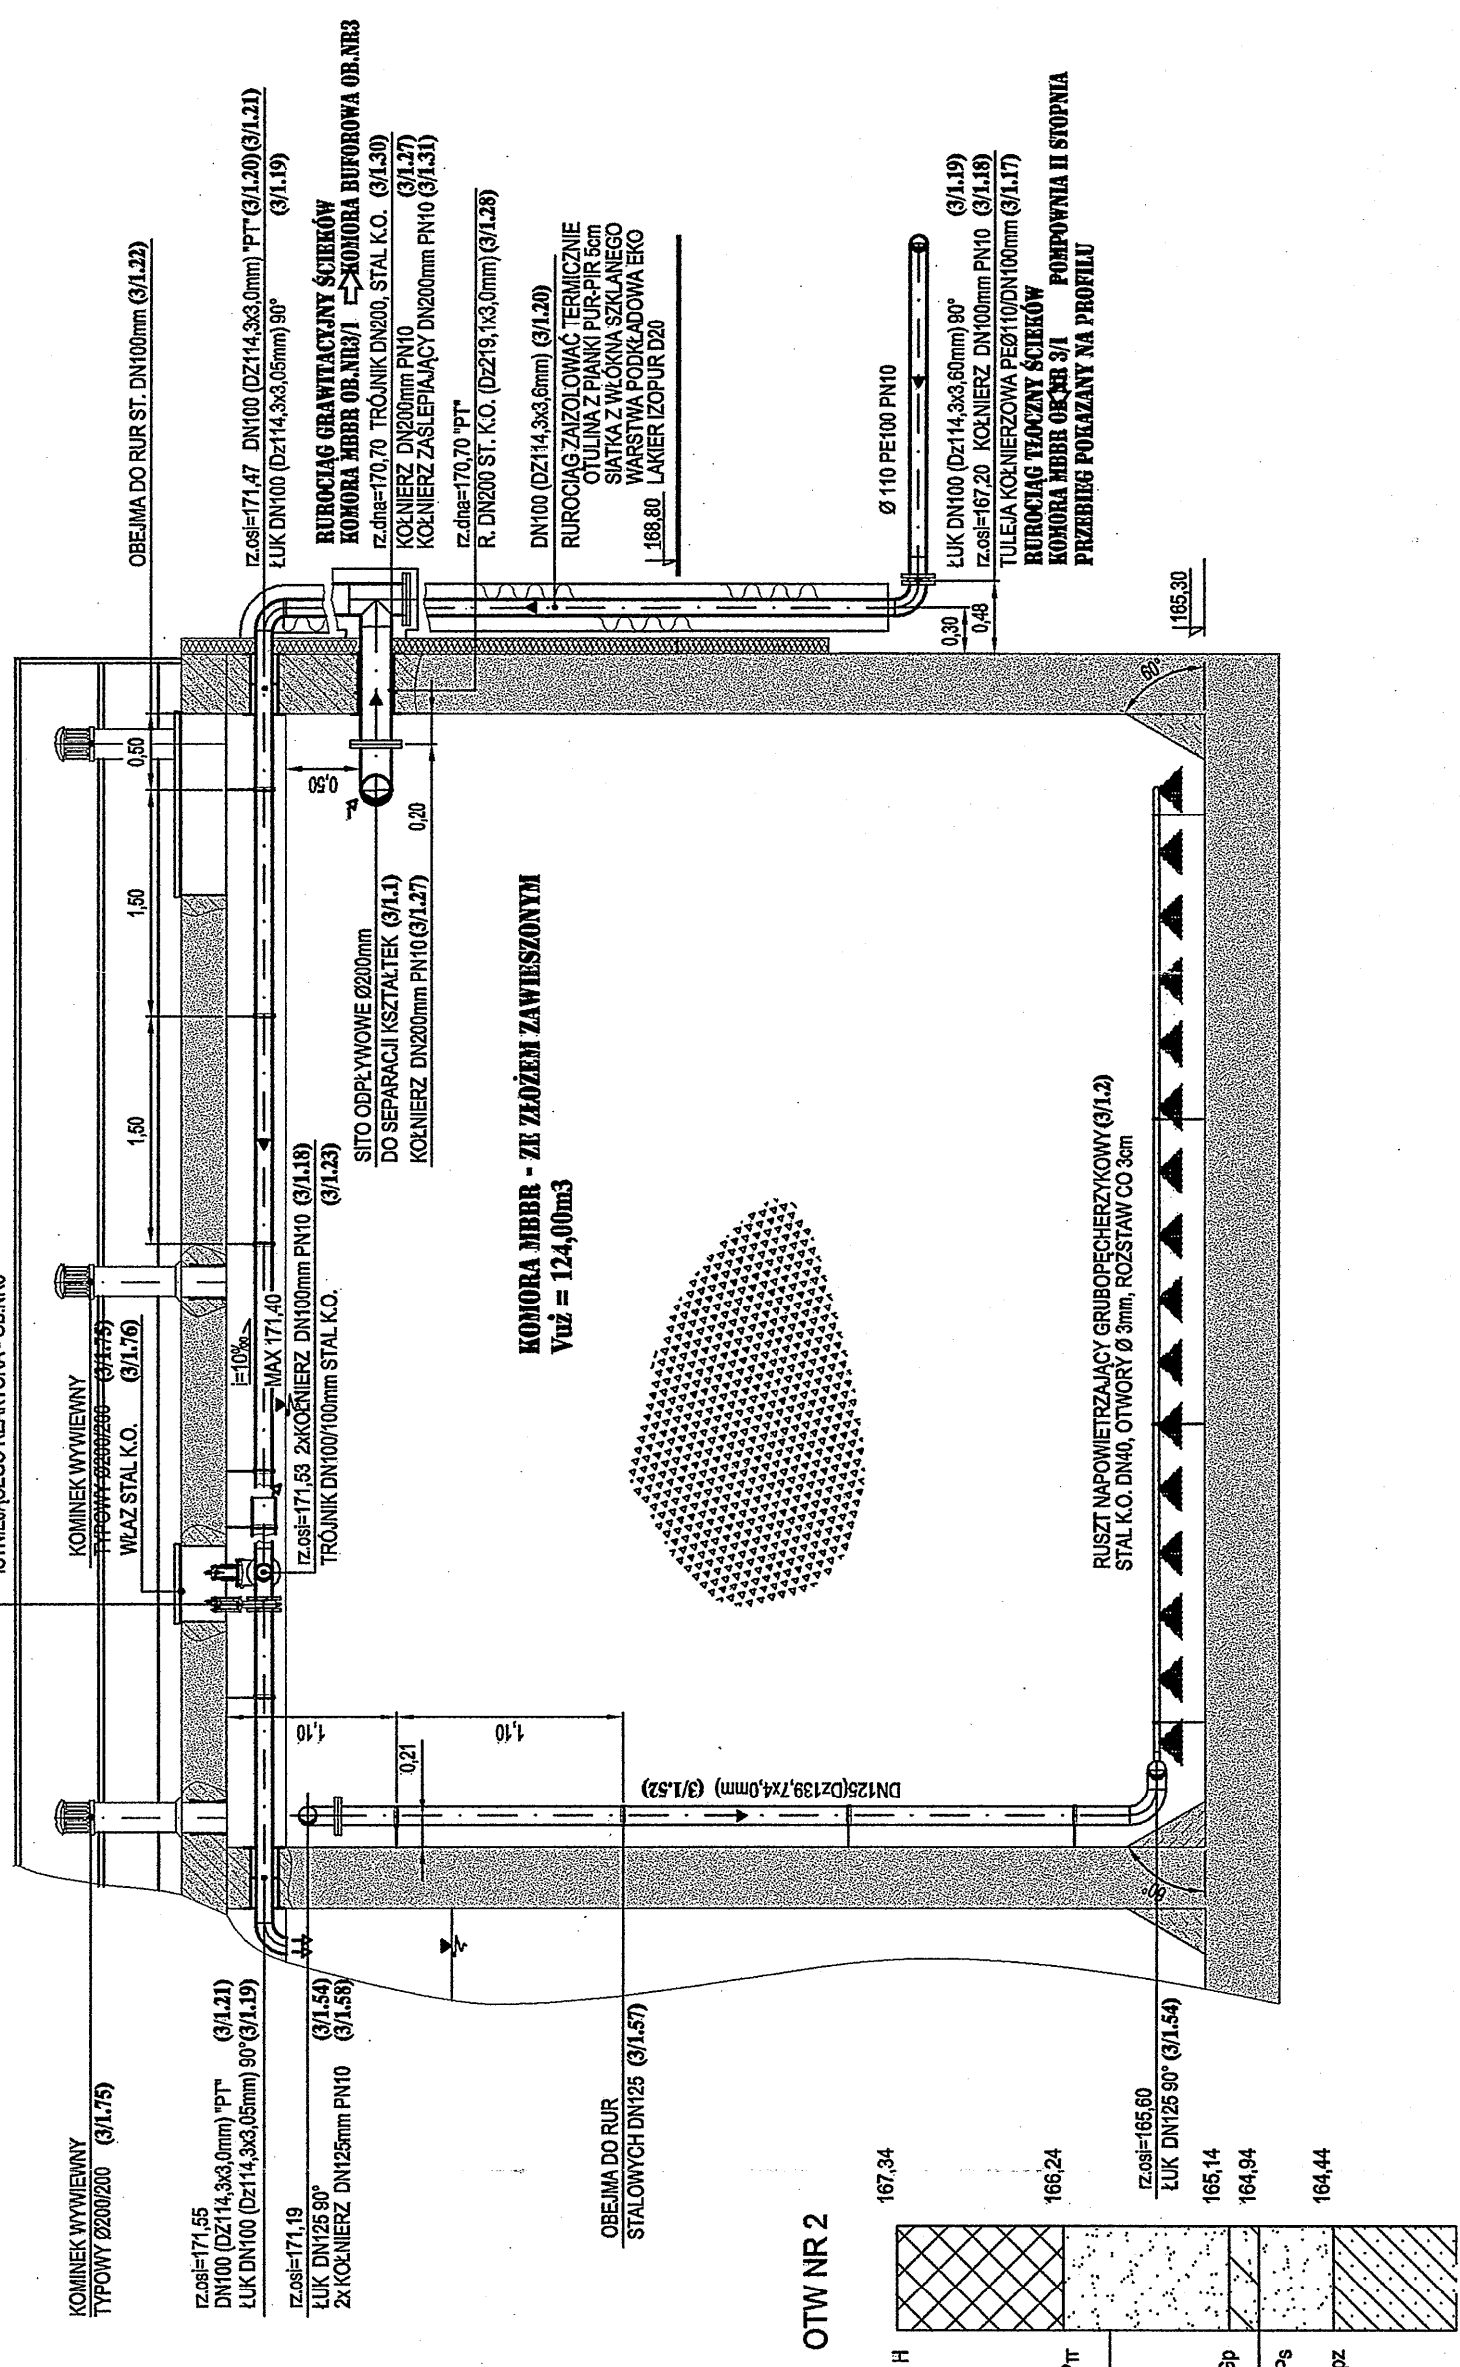 KOMINEK WYWIEWNY
TYPOWY Ø200/200 (3/1.75)
rz.osi=171,55
DN100 (DZ114,3x3,0mm) "PT" (3/1.21)
ŁUK DN100 (Dz114,3x3,05mm) 90° (3/1.19)
rz.osi=171,19
ŁUK DN125 90° (3/1.54)
2x KOŁNIERZ DN125mm PN10 (3/1.58)
OBEJMA DO RUR
STALOWYCH DN125 (3/1.57)
rz.osi=165,60
ŁUK DN125 90° (3/1.54)
OTW NR 2
167,34
166,24
165,14
164,94
164,44
H
Gp
Ps
KOMINEK WYWIEWNY
TYPOWY Ø200/200 (3/1.75)
WŁAZ STAL K.O. (3/1.76)
i=10‰
MAX 171,40
rz.osi=171,53 2xKOŁNIERZ DN100mm PN10 (3/1.18)
TRÓJNIK DN100/100mm STAL K.O. (3/1.23)
1,50
1,50
0,50
0,50
0,20
SITO ODPŁYWOWE Ø200mm
DO SEPARACJI KSZTAŁTEK (3/1.1)
KOŁNIERZ DN200mm PN10 (3/1.27)
KOMORA MBBR - ZE ZŁOŻEM ZAWIESZONYM
Vuż = 124,00m3
1,10
1,10
0,21
DN125(DZ139,7x4,0mm) (3/1.52)
RUSZT NAPOWIETRZAJĄCY GRUBOPĘCHERZYKOWY (3/1.2)
STAL K.O. DN40, OTWORY Ø 3mm, ROZSTAW CO 3cm
60°
60°
OBEJMA DO RUR ST. DN100mm (3/1.22)
rz.osi=171,47 DN100 (DZ114,3x3,0mm) "PT" (3/1.20)(3/1.21)
ŁUK DN100 (Dz114,3x3,05mm) 90° (3/1.19)
RUROCIĄG GRAWITACYJNY ŚCIEKÓW
KOMORA MBBR OB.NR3/1 KOMORA BUFOROWA OB.NR3
rz.dna=170,70 TRÓJNIK DN200, STAL K.O. (3/1.30)
KOŁNIERZ DN200mm PN10 (3/1.27)
KOŁNIERZ ZAŚLEPIAJĄCY DN200mm PN10 (3/1.31)
rz.dna=170,70 "PT"
R. DN200 ST. K.O. (Dz219,1x3,0mm) (3/1.28)
DN100 (DZ114,3x3,6mm) (3/1.20)
RUROCIĄG ZAIZOLOWAĆ TERMICZNIE
OTULINA Z PIANKI PUR-PIR 5cm
SIATKA Z WŁÓKNA SZKLANEGO
WARSTWA PODKŁADOWA EKO
LAKIER IZOPUR D20
168,80
Ø 110 PE100 PN10
ŁUK DN100 (Dz114,3x3,60mm) 90° (3/1.19)
rz.osi=167,20 KOŁNIERZ DN100mm PN10 (3/1.18)
TULEJA KOŁNIERZOWA PEØ110/DN100mm (3/1.17)
RUROCIĄG TŁOCZNY ŚCIEKÓW
KOMORA MBBR OB NR 3/1 POMPOWNIA II STOPNIA
PRZEBIEG POKAZANY NA PROFILU
0,30
0,48
165,30